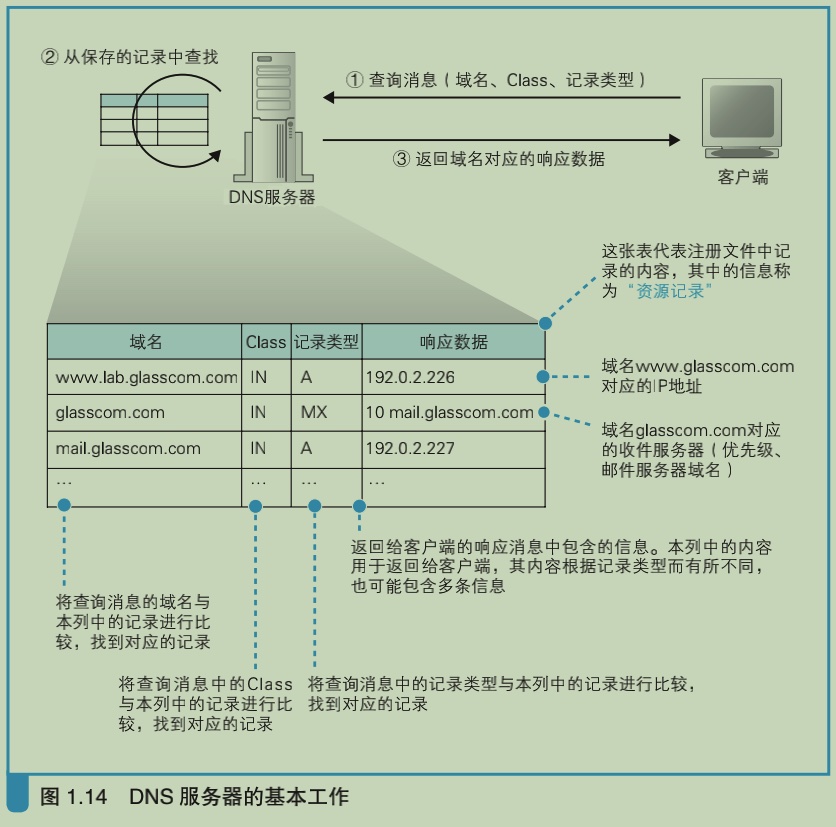 ② 从保存的记录中查找
① 查询消息（域名、Class、记录类型）
③ 返回域名对应的响应数据
DNS服务器
客户端
这张表代表注册文件中记
录的内容，其中的信息称
为“资源记录”
域名 Class 记录类型 响应数据
www.lab.glasscom.com IN A 192.0.2.226
glasscom.com IN MX 10 mail.glasscom.com
mail.glasscom.com IN A 192.0.2.227
… … … …
域名www.glasscom.com
对应的IP地址
域名glasscom.com对应
的收件服务器（优先级、
邮件服务器域名）
返回给客户端的响应消息中包含的信息。本列中的内容
用于返回给客户端，其内容根据记录类型而有所不同，
也可能包含多条信息
将查询消息的域名与
本列中的记录进行比
较，找到对应的记录
将查询消息中的Class
与本列中的记录进行比
较，找到对应的记录
将查询消息中的记录类型与本列中的记录进行比较，
找到对应的记录
图 1.14 DNS 服务器的基本工作